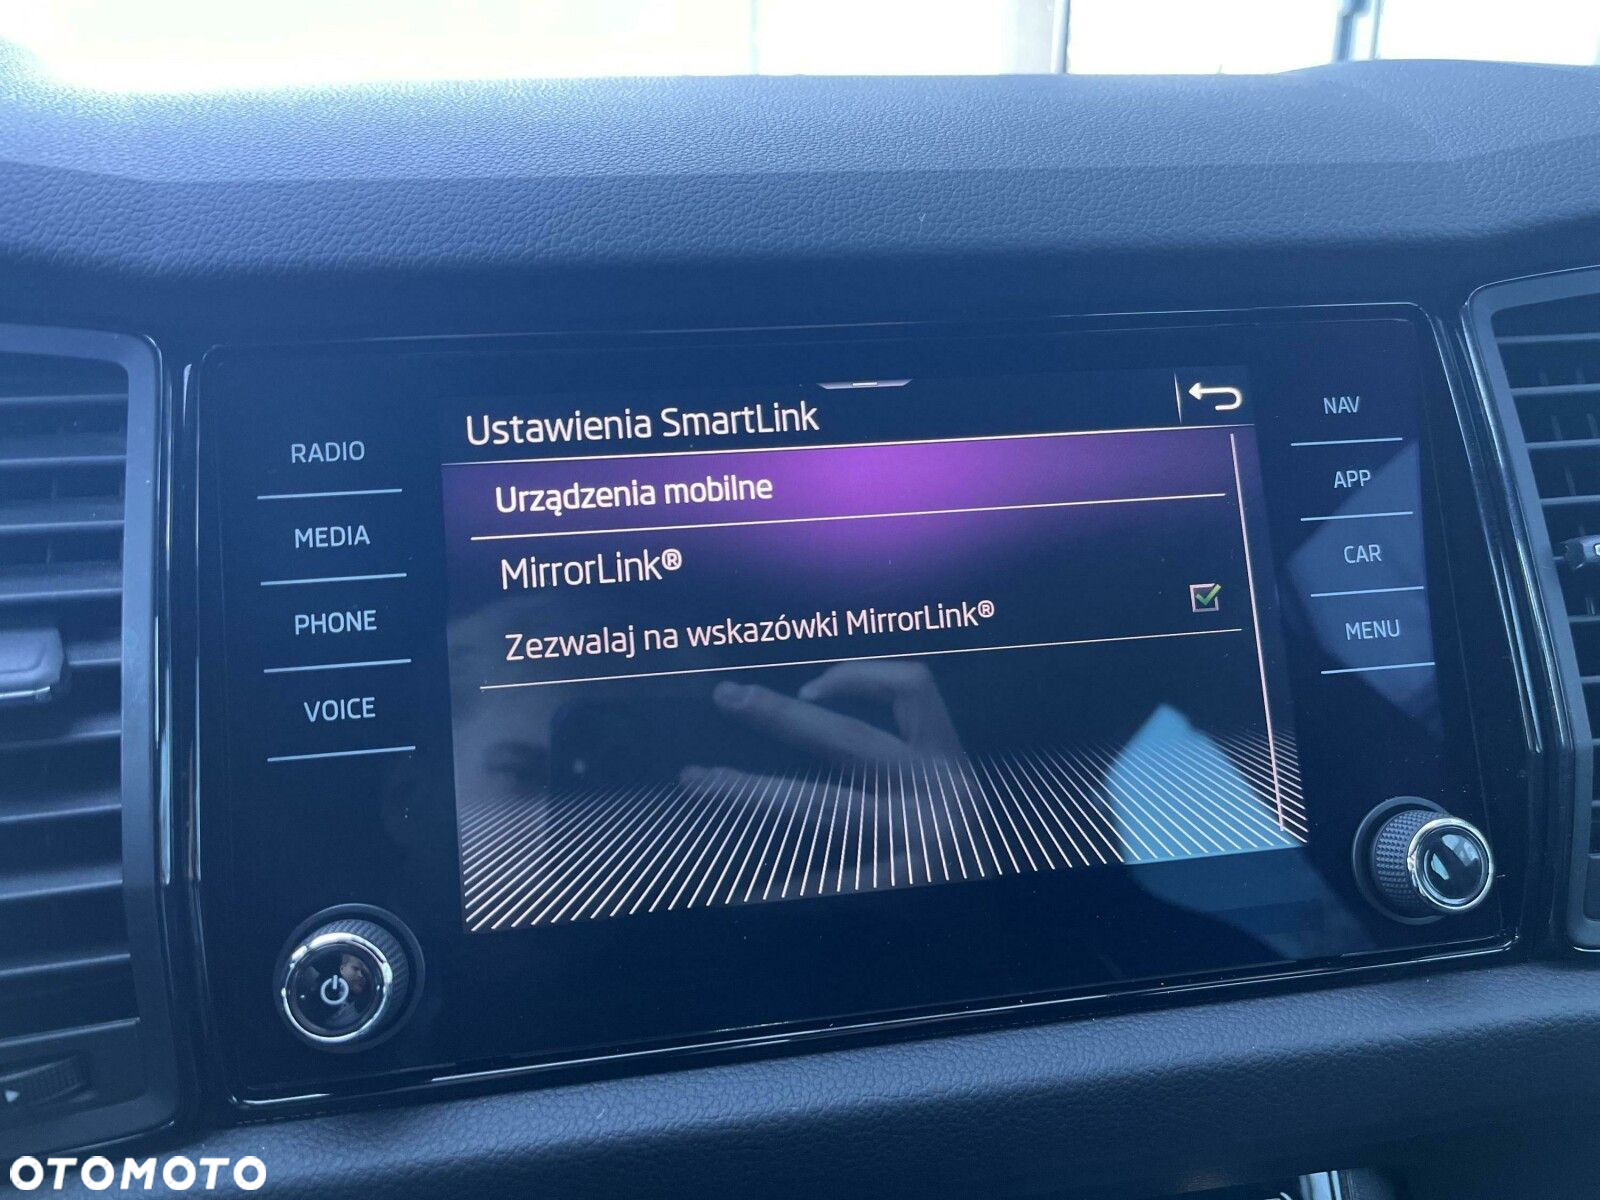 Ustawienia SmartLink
Urządzenia mobilne
MirrorLink®
Zezwalaj na wskazówki MirrorLink®
RADIO
MEDIA
PHONE
VOICE
NAV
APP
CAR
MENU
OTOMOTO